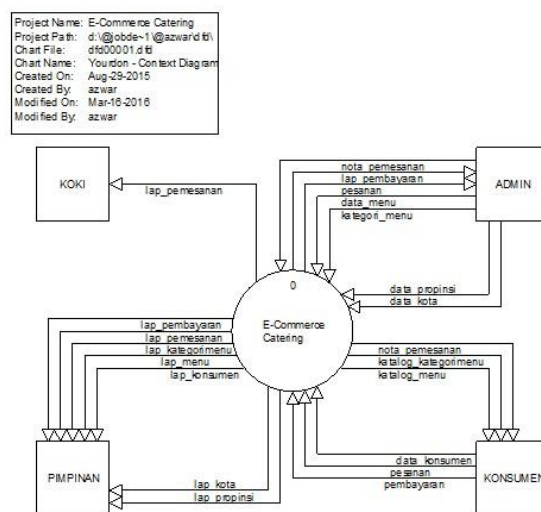 Project Name: E-Commerce Catering
Project Path: d:\@jobde~1\@azwar\dfd\
Chart File: dfd00001.dfd
Chart Name: Yourdon - Context Diagram
Created On: Aug-29-2015
Created By: azwar
Modified On: Mar-16-2016
Modified By: azwar
KOKI
lap_pemesanan
nota_pemesanan
lap_pembayaran
pesanan
data_menu
kategori_menu
ADMIN
data_propinsi
data_kota
0
E-Commerce
Catering
lap_pembayaran
lap_pemesanan
lap_kategorimenu
lap_menu
lap_konsumen
nota_pemesanan
katalog_kategorimenu
katalog_menu
PIMPINAN
lap_kota
lap_propinsi
data_konsumen
pesanan
pembayaran
KONSUMEN